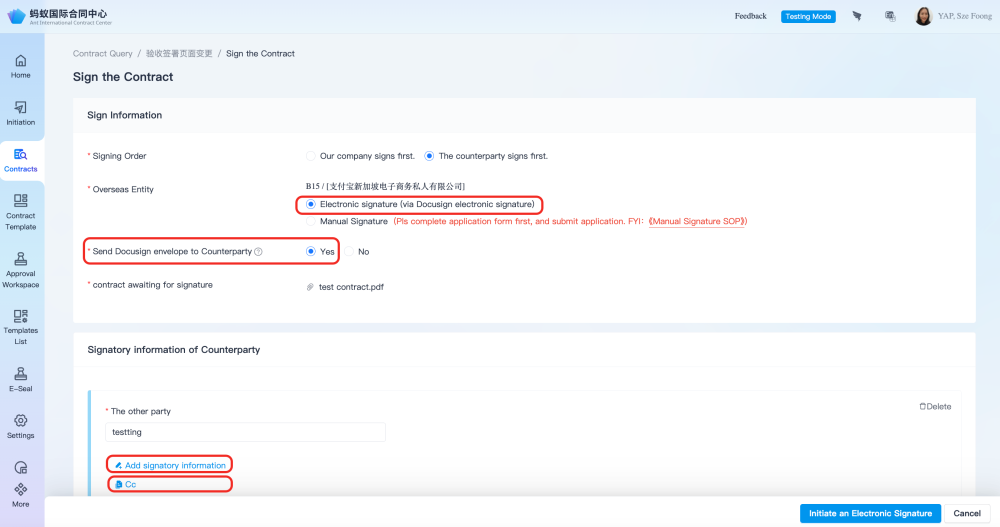 蚂蚁国际合同中心
Ant International Contract Center
Feedback
Testing Mode
YAP, Sze Foong
Home
Initiation
Contracts
Contract
Template
Approval
Workspace
Templates
List
E-Seal
Settings
More
Contract Query / 验收签署页面变更 / Sign the Contract
Sign the Contract
Sign Information
* Signing Order
Our company signs first. The counterparty signs first.
* Overseas Entity
B15 / [支付宝新加坡电子商务私人有限公司]
Electronic signature (via Docusign electronic signature)
Manual Signature（Pls complete application form first, and submit application. FYI:《Manual Signature SOP》）
* Send Docusign envelope to Counterparty
Yes No
* contract awaiting for signature
test contract.pdf
Signatory information of Counterparty
Delete
* The other party
testting
Add signatory information
Cc
Initiate an Electronic Signature
Cancel